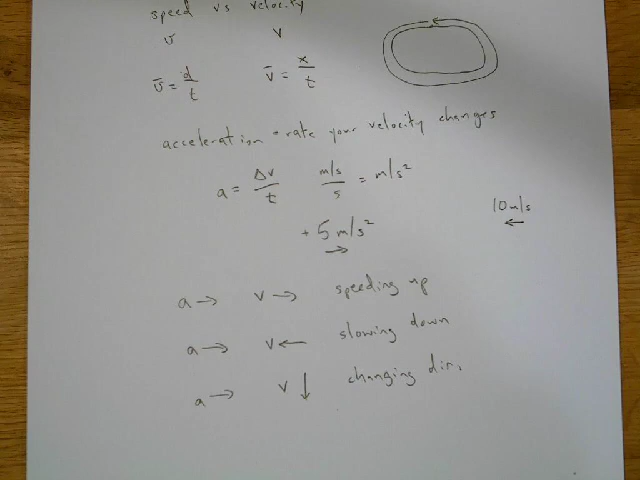 speed vs velocity
v v
v̄ = d/t v̄ = x/t
acceleration = rate your velocity changes
a = Δv/t m/s/s = m/s²
+5 m/s²
→
10 m/s
←
a → v → speeding up
a → v ← slowing down
a → v ↓ changing dir.